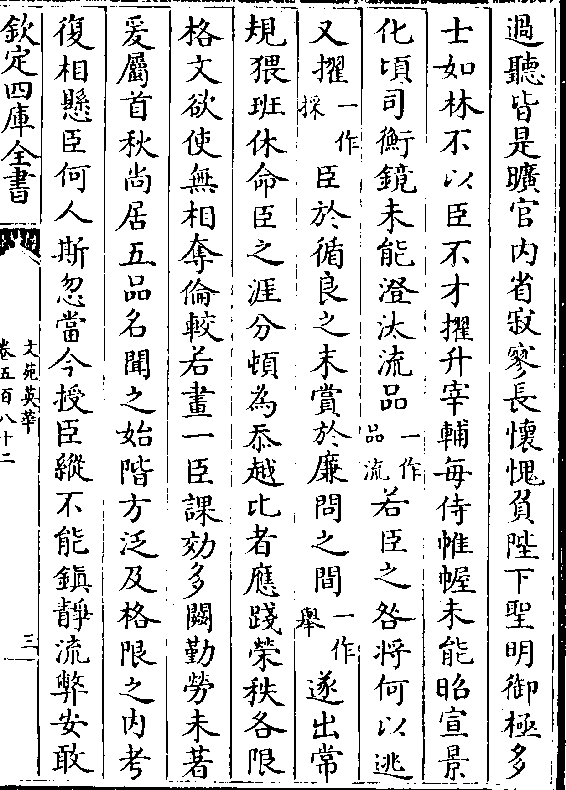 過聽皆是曠官内省寂寥長懷愧負陛下聖明御極多
士如林不以臣不才擢升宰輔每侍帷幄未能昭宣景
化頃司衡鏡未能澄汰流品一作品流若臣之咎將何以逃
又擢一作採臣於循良之末賞於廉問之間一作舉遂出常
規猥班休命臣之涯分頓為忝越比者應踐榮秩各限
格文欲使無相奪倫較若畫一臣課効多闕勤勞未著
爰屬首秋尚居五品名聞之始階方泛及格限之内考
復相懸臣何人斯忽當今授臣縱不能鎮靜流弊安敢
欽定四庫全書
文苑英華
卷五百八十二
三